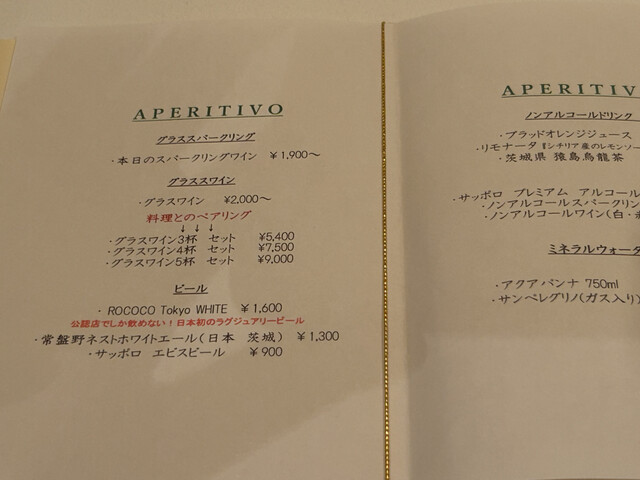 APERITIVO
グラススパークリング
・本日のスパークリングワイン ￥1,900～
グラスワイン
・グラスワイン ¥2,000～
料理とのペアリング
↓ ↓ ↓
・グラスワイン3杯 セット ¥5,400
・グラスワイン4杯 セット ¥7,500
・グラスワイン5杯 セット ¥9,000
ビール
・ROCOCO Tokyo WHITE ￥1,600
公認店でしか飲めない！日本初のラグジュアリービール
・常盤野ネストホワイトエール（日本 茨城） ￥1,300
・サッポロ エビスビール ￥900
APERITIV
ノンアルコールドリンク
・ブラッドオレンジジュース
・リモナータ『シチリア産のレモンソー
・茨城県 猿島烏龍茶
・サッポロ プレミアム アルコール
・ノンアルコールスパークリン
・ノンアルコールワイン（白・
ミネラルウォータ
・アクアパンナ 750ml
・サンペレグリノ（ガス入り）